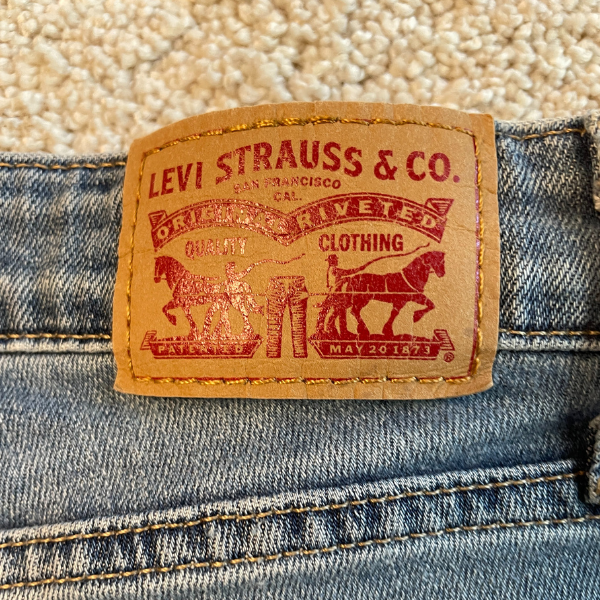 LEVI STRAUSS & CO.
SAN FRANCISCO
CAL.
ORIGINAL RIVETED
QUALITY CLOTHING
PATENTED MAY 20 1873
®